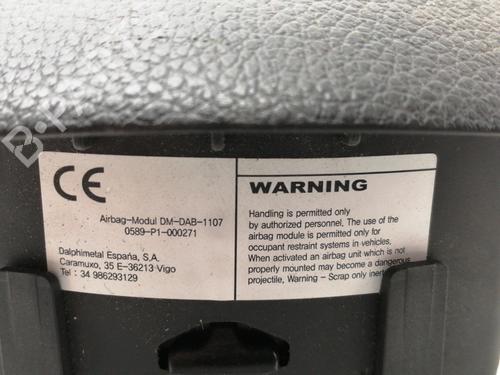 CE
Airbag-Modul DM-DAB-1107
0589-P1-000271
Dalphimetal España, S.A.
Caramuxo, 35 E-36213 Vigo
Tel : 34 986293129
WARNING
Handling is permitted only
by authorized personnel, The use of the
airbag module is permitted only for
occupant restraint systems in vehicles.
When activated an airbag unit which is not
properly mounted may become a dangerous
projectile, Warning - Scrap only inert